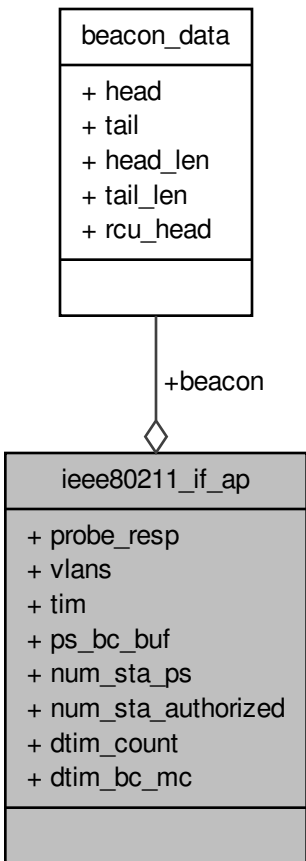 beacon_data
+ head
+ tail
+ head_len
+ tail_len
+ rcu_head
+beacon
ieee80211_if_ap
+ probe_resp
+ vlans
+ tim
+ ps_bc_buf
+ num_sta_ps
+ num_sta_authorized
+ dtim_count
+ dtim_bc_mc